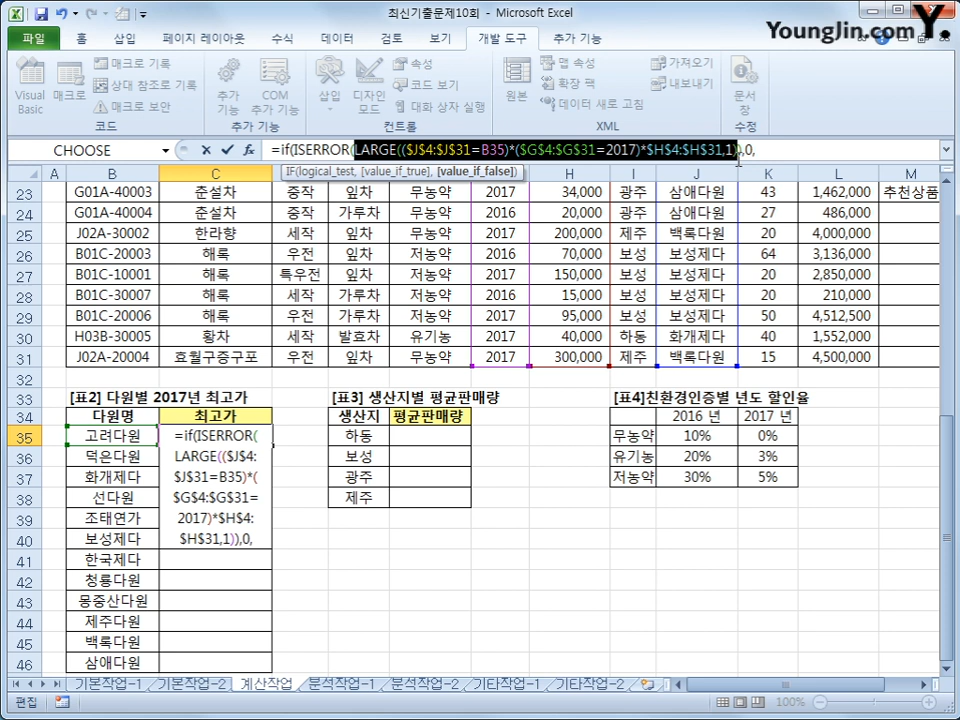 최신기출문제10회 - Microsoft Excel
Younglin.com Y.
파일 홈 삽입 페이지 레이아웃 수식 데이터 검토 보기 개발 도구 추가 기능
Visual Basic
매크로
매크로 기록
상대 참조로 기록
매크로 보안
코드
추가 기능
COM 추가 기능
추가 기능
삽입
디자인 모드
속성
코드 보기
대화 상자 실행
컨트롤
원본
맵 속성
확장 팩
데이터 새로 고침
가져오기
내보내기
XML
문서 창
수정
CHOOSE
=if(ISERROR(LARGE(($J$4:$J$31=B35)*($G$4:$G$31=2017)*$H$4:$H$31,1)),0,
IF(logical_test, [value_if_true], [value_if_false])
A B C D E F G H I J K L M
23 G01A-40003 준설차 중작 잎차 무농약 2017 34,000 광주 삼애다원 43 1,462,000 추천상품
24 G01A-40004 준설차 중작 가루차 무농약 2016 20,000 광주 삼애다원 27 486,000
25 J02A-30002 한라향 세작 잎차 무농약 2017 200,000 제주 백록다원 20 4,000,000
26 B01C-20003 해록 우전 잎차 저농약 2016 70,000 보성 보성제다 64 3,136,000
27 B01C-10001 해록 특우전 잎차 저농약 2017 150,000 보성 보성제다 20 2,850,000
28 B01C-30007 해록 세작 가루차 저농약 2016 15,000 보성 보성제다 20 210,000
29 B01C-20006 해록 우전 가루차 저농약 2017 95,000 보성 보성제다 50 4,512,500
30 H03B-30005 황차 세작 발효차 유기농 2017 40,000 하동 화개제다 40 1,552,000
31 J02A-20004 효월구증구포 우전 잎차 무농약 2017 300,000 제주 백록다원 15 4,500,000
32
33 [표2] 다원별 2017년 최고가 [표3] 생산지별 평균판매량 [표4]친환경인증별 년도 할인율
34 다원명 최고가 생산지 평균판매량 2016 년 2017 년
35 고려다원 =if(ISERROR( 하동 무농약 10% 0%
36 덕은다원 LARGE(($J$4: 보성 유기농 20% 3%
37 화개제다 $J$31=B35)*( 광주 저농약 30% 5%
38 선다원 $G$4:$G$31= 제주
39 조태연가 2017)*$H$4:
40 보성제다 $H$31,1)),0,
41 한국제다
42 청룡다원
43 몽중산다원
44 제주다원
45 백록다원
46 삼애다원
기본작업-1 기본작업-2 계산작업 분석작업-1 분석작업-2 기타작업-1 기타작업-2
편집 100%